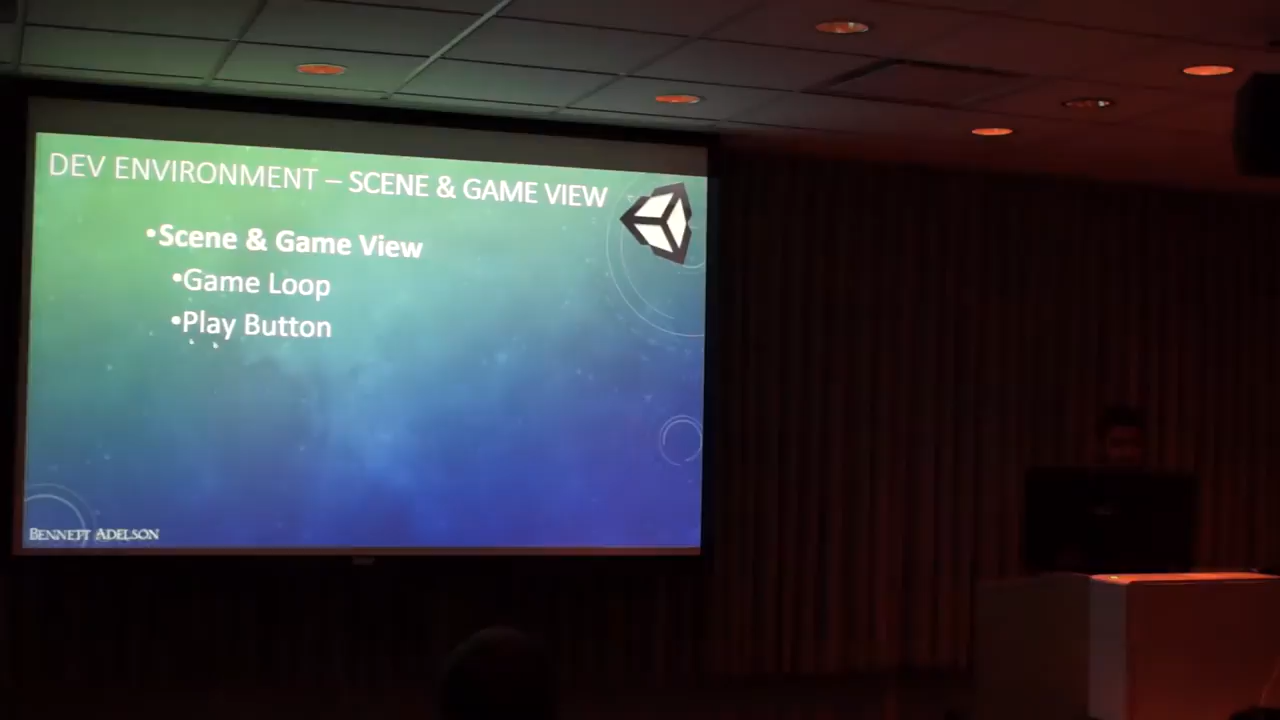 DEV ENVIRONMENT – SCENE & GAME VIEW
•Scene & Game View
•Game Loop
•Play Button
BENNETT ADELSON